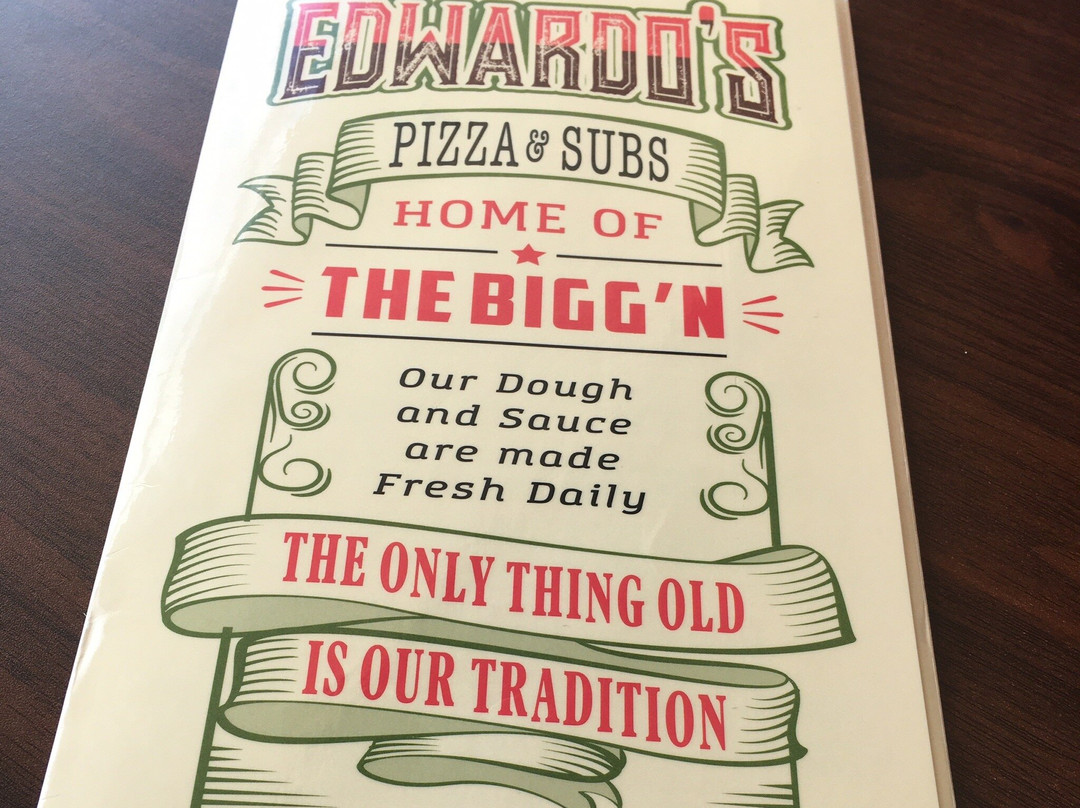 EDWARDO'S
PIZZA & SUBS
HOME OF
THE BIGG'N
Our Dough
and Sauce
are made
Fresh Daily
THE ONLY THING OLD
IS OUR TRADITION